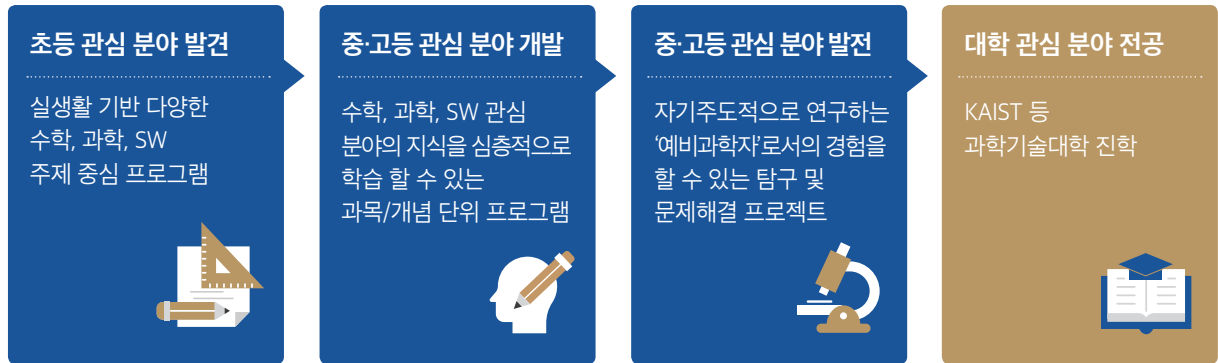 초등 관심 분야 발견
실생활 기반 다양한
수학, 과학, SW
주제 중심 프로그램
중·고등 관심 분야 개발
수학, 과학, SW 관심
분야의 지식을 심층적으로
학습 할 수 있는
과목/개념 단위 프로그램
중·고등 관심 분야 발전
자기주도적으로 연구하는
‘예비과학자’로서의 경험을
할 수 있는 탐구 및
문제해결 프로젝트
대학 관심 분야 전공
KAIST 등
과학기술대학 진학